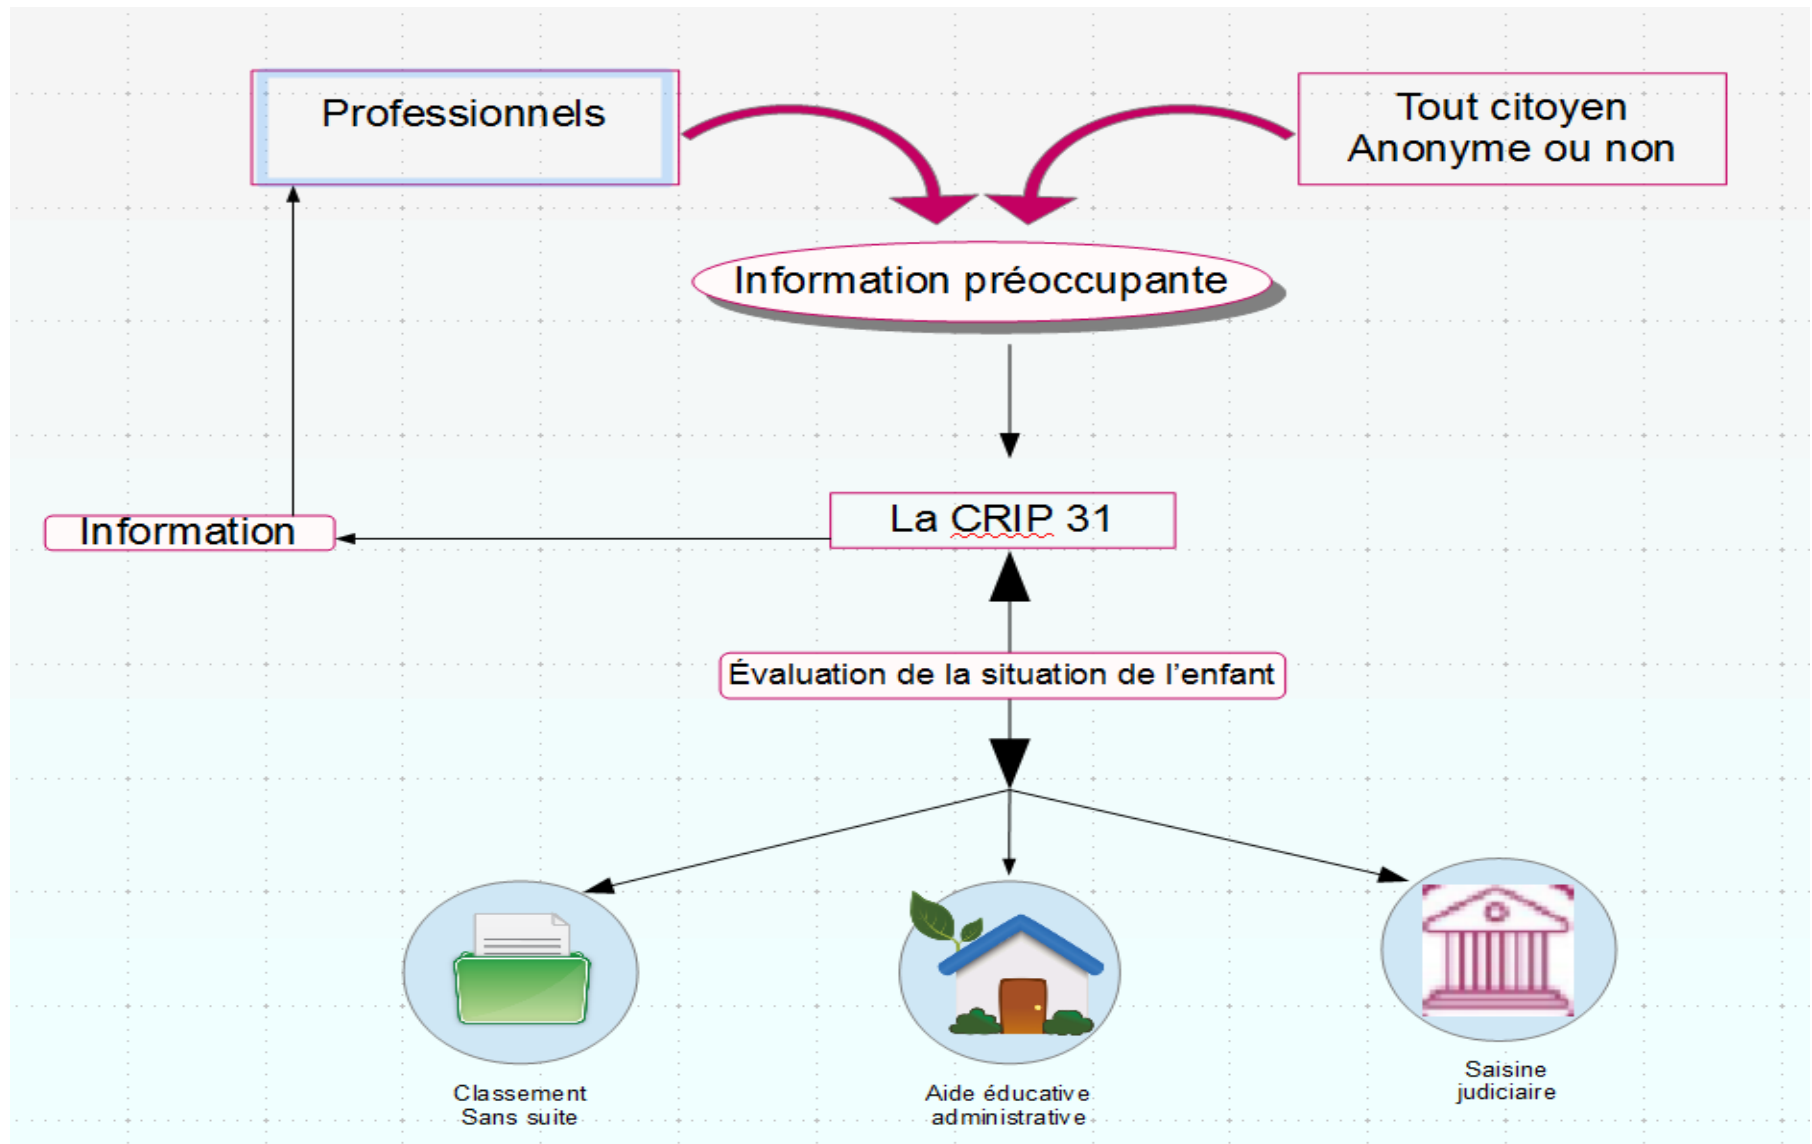 Professionnels
Tout citoyen
Anonyme ou non
Information préoccupante
La CRIP 31
Information
Évaluation de la situation de l’enfant
Classement
Sans suite
Aide éducative
administrative
Saisine
judiciaire